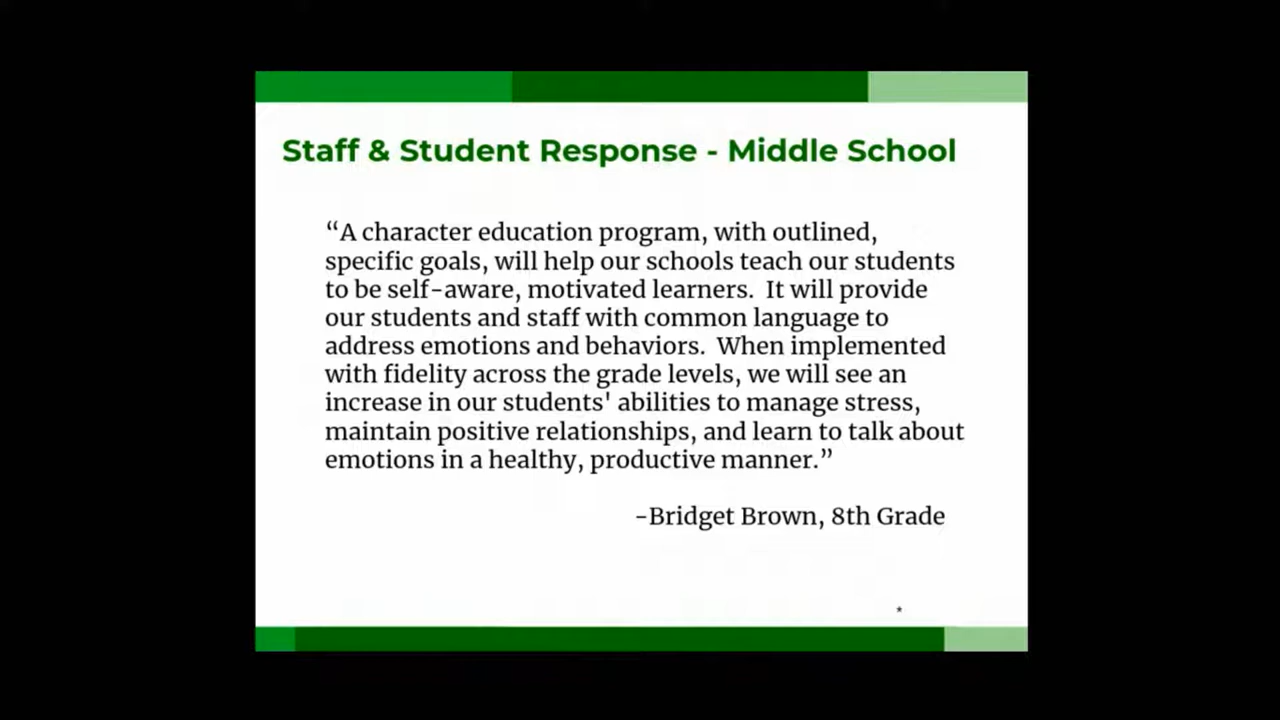 Staff & Student Response - Middle School
“A character education program, with outlined,
specific goals, will help our schools teach our students
to be self-aware, motivated learners.  It will provide
our students and staff with common language to
address emotions and behaviors.  When implemented
with fidelity across the grade levels, we will see an
increase in our students' abilities to manage stress,
maintain positive relationships, and learn to talk about
emotions in a healthy, productive manner.”
-Bridget Brown, 8th Grade
*